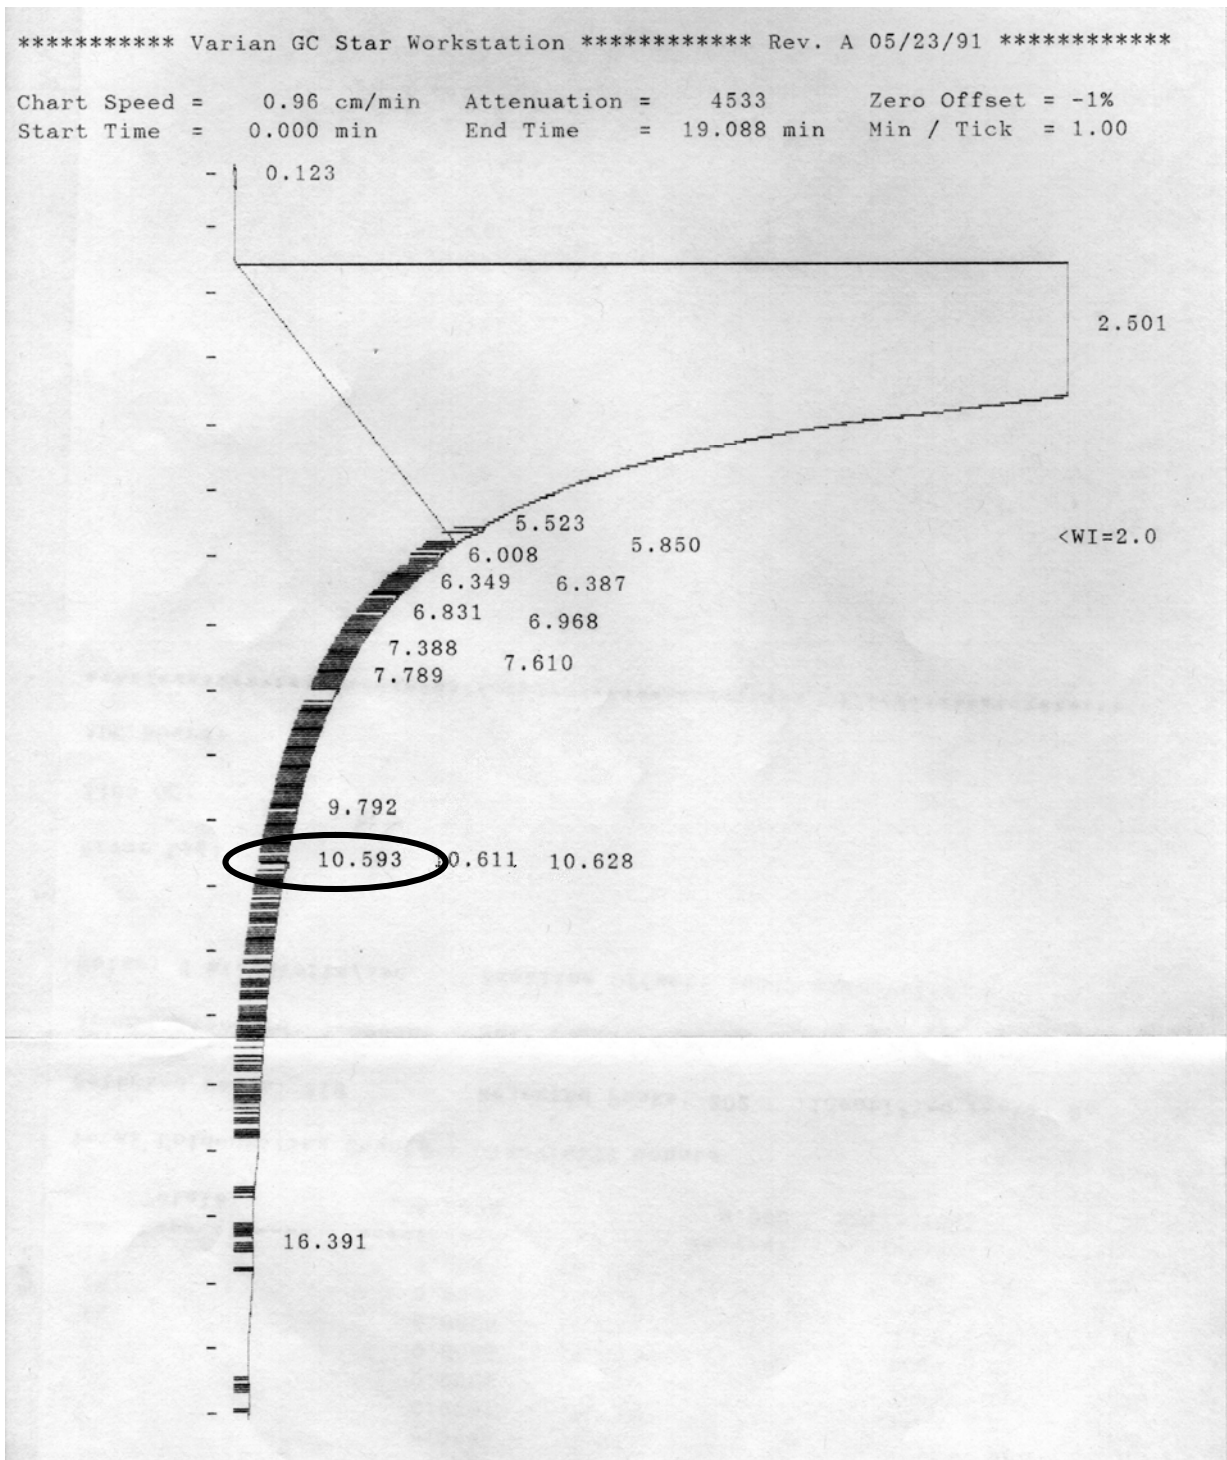 *********** Varian GC Star Workstation ************ Rev. A 05/23/91 ************
Chart Speed = 0.96 cm/min Attenuation = 4533 Zero Offset = -1%
Start Time = 0.000 min End Time = 19.088 min Min / Tick = 1.00
0.123
2.501
5.523
<WI=2.0
6.008 5.850
6.349 6.387
6.831 6.968
7.388 7.610
7.789
9.792
10.593 10.611 10.628
16.391